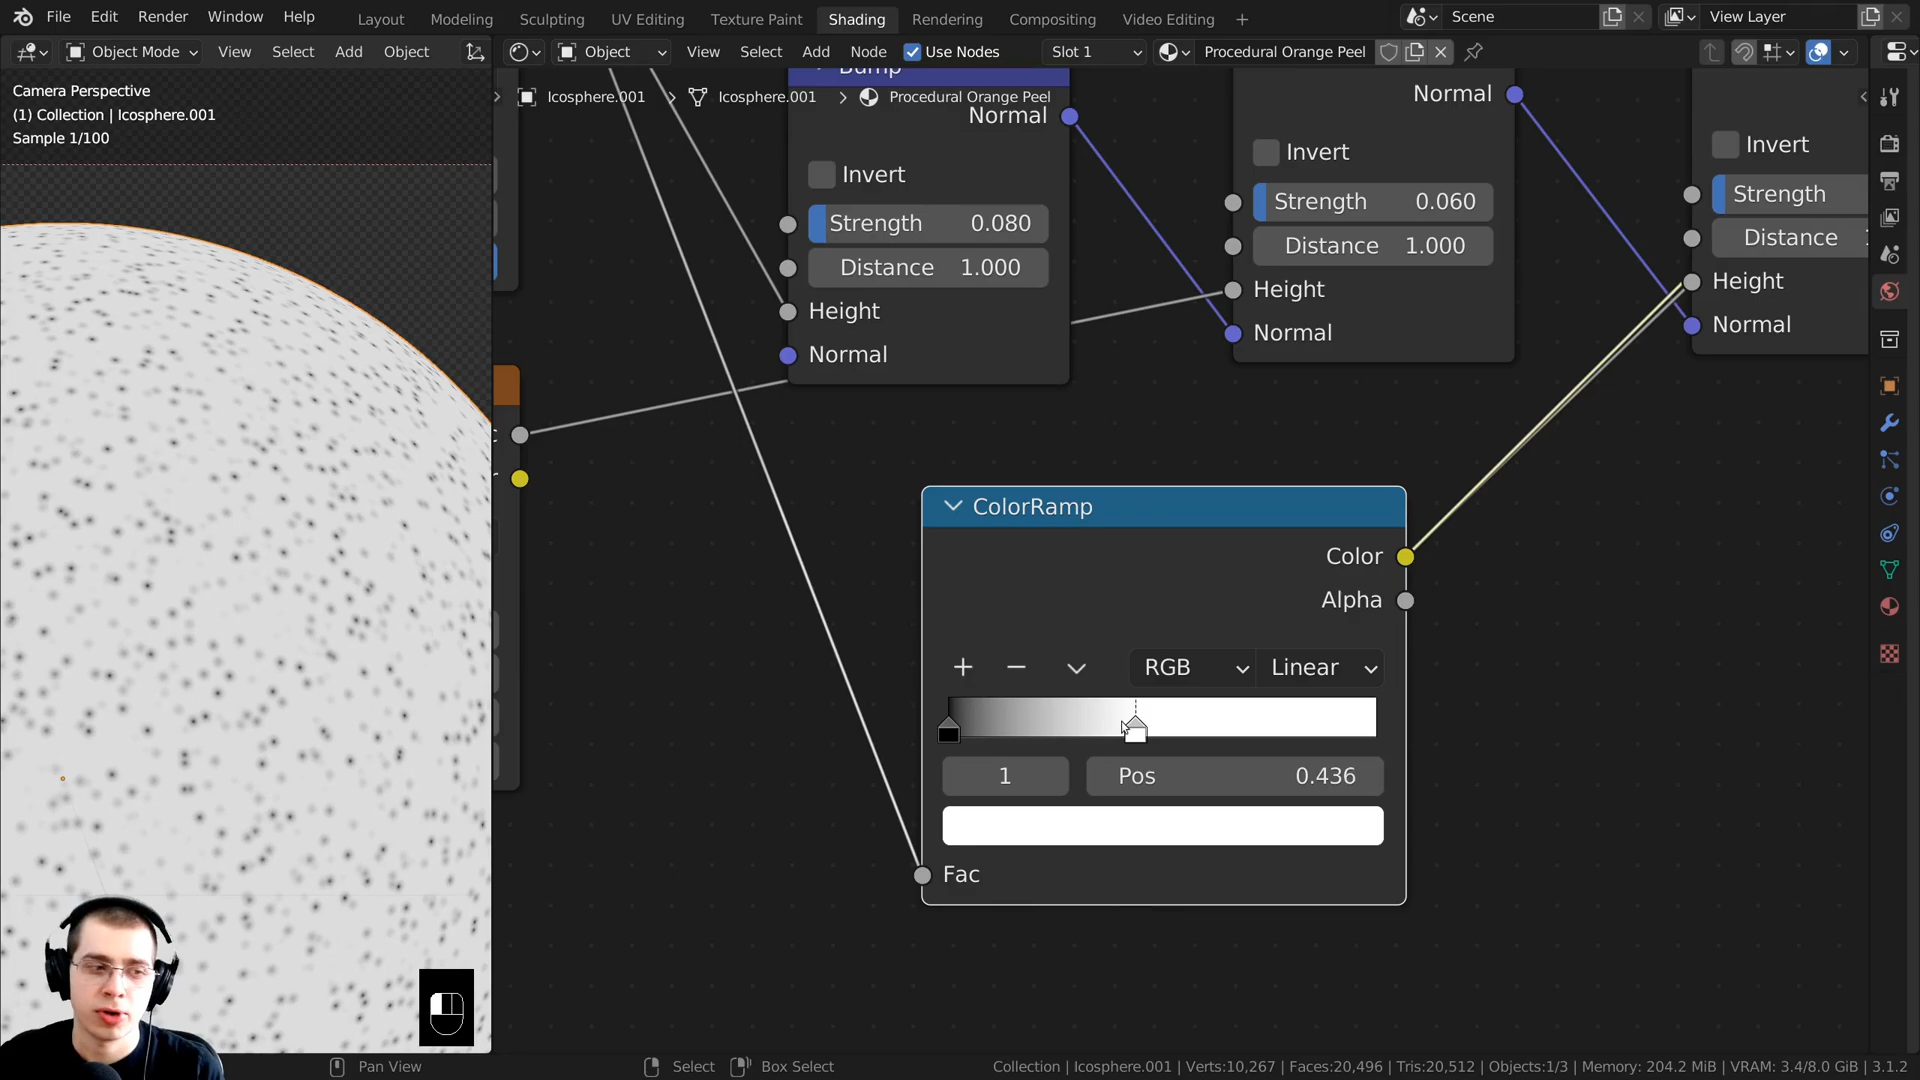 File Edit Render Window Help Layout Modeling Sculpting UV Editing Texture Paint Shading Rendering Compositing Video Editing + Scene View Layer
Object Mode View Select Add Object Object View Select Add Node Use Nodes Slot 1 Procedural Orange Peel
Camera Perspective
(1) Collection | Icosphere.001
Sample 1/100
Icosphere.001 > Icosphere.001 > Procedural Orange Peel
Bump
Normal
Invert
Strength 0.080
Distance 1.000
Height
Normal
Normal
Invert
Strength 0.060
Distance 1.000
Height
Normal
Invert
Strength
Distance
Height
Normal
ColorRamp
Color
Alpha
RGB Linear
1 Pos 0.436
Fac
Pan View Select Box Select Collection | Icosphere.001 | Verts:10,267 | Faces:20,496 | Tris:20,512 | Objects:1/3 | Memory: 204.2 MiB | VRAM: 3.4/8.0 GiB | 3.1.2